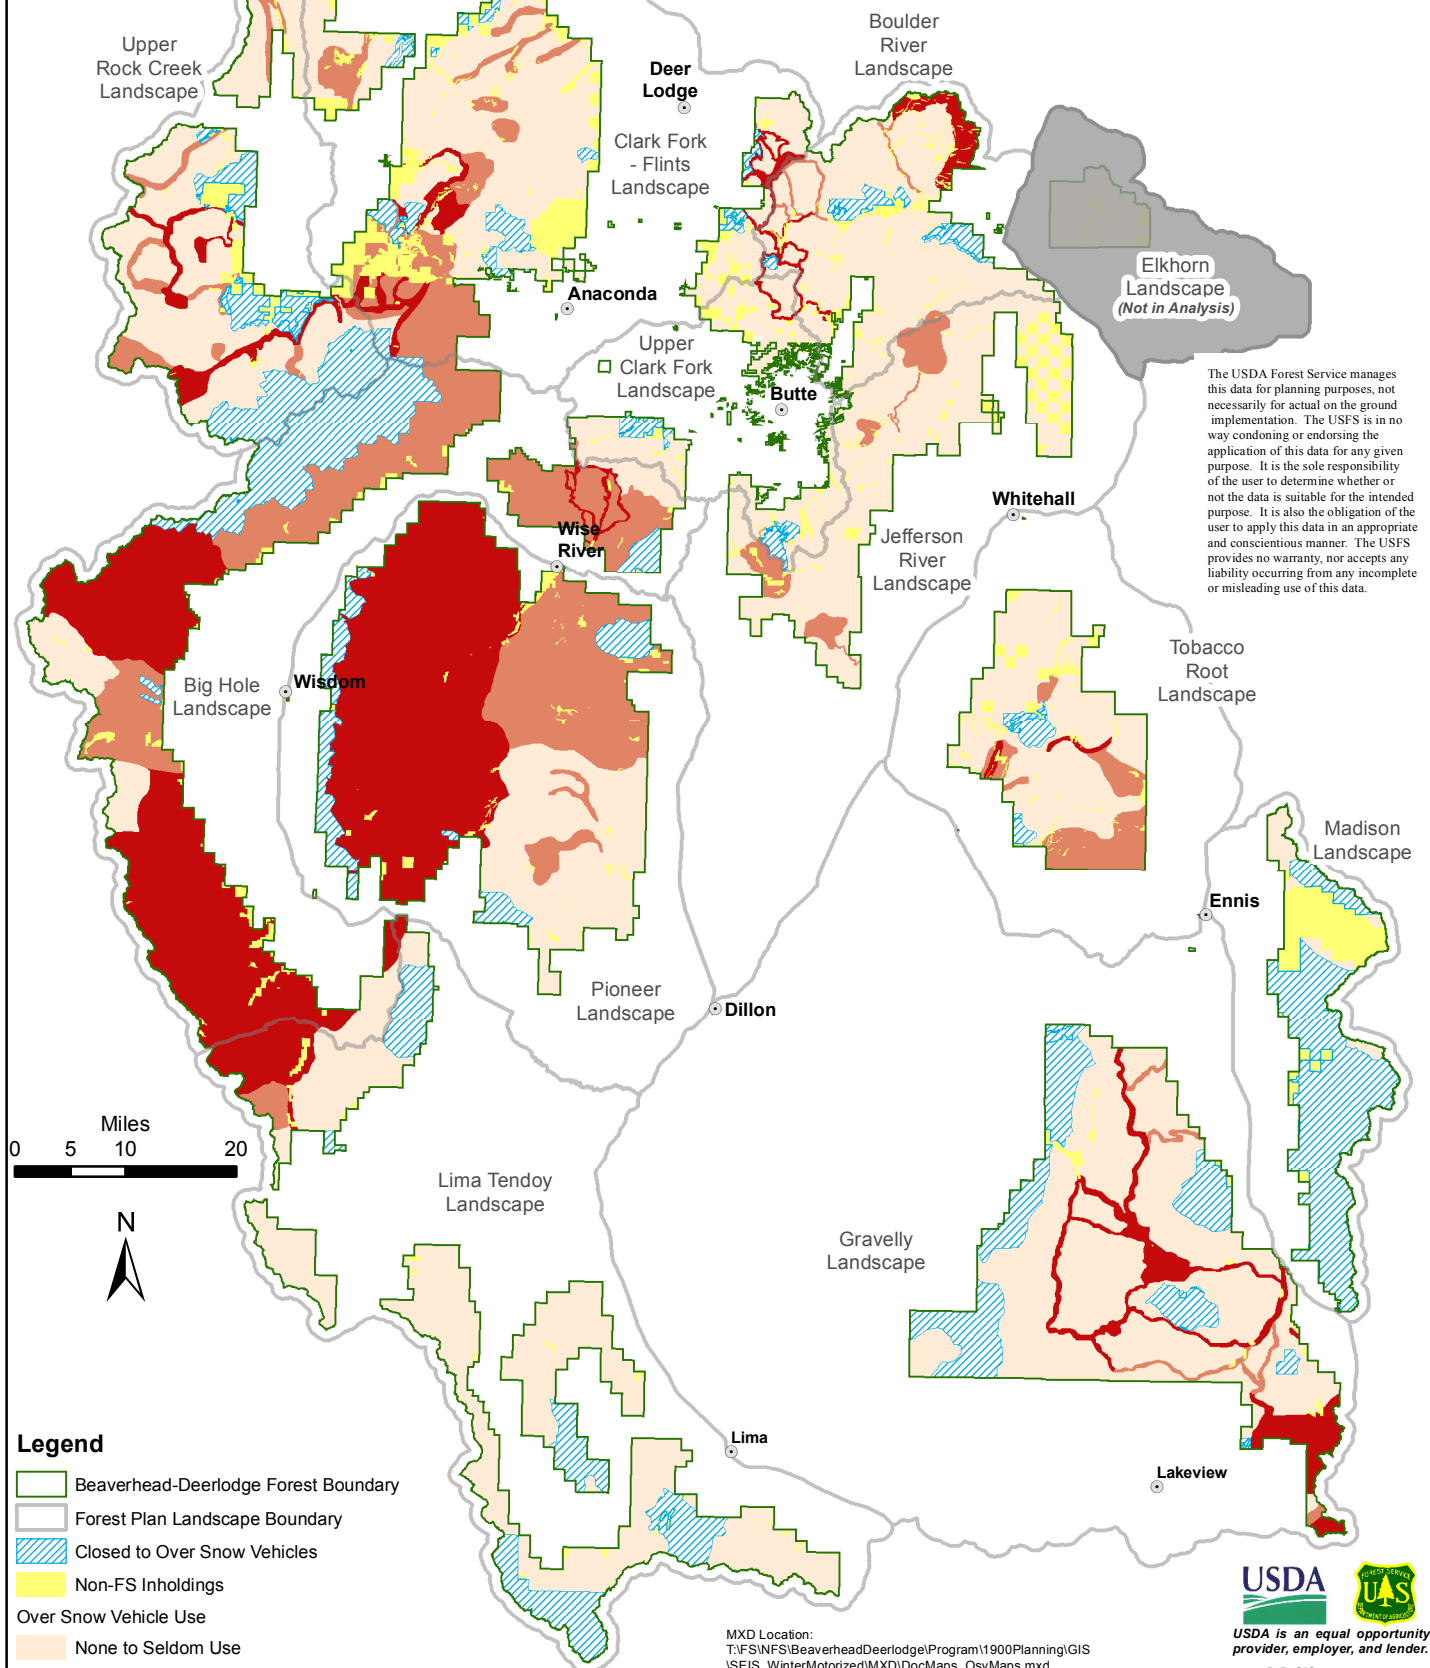 Upper
Rock Creek
Landscape
Deer
Lodge
Boulder
River
Landscape
Clark Fork
- Flints
Landscape
Elkhorn
Landscape
(Not in Analysis)
Anaconda
Upper
Clark Fork
Landscape
Butte
The USDA Forest Service manages
this data for planning purposes, not
necessarily for actual on the ground
implementation. The USFS is in no
way condoning or endorsing the
application of this data for any given
purpose. It is the sole responsibility
of the user to determine whether or
not the data is suitable for the intended
purpose. It is also the obligation of the
user to apply this data in an appropriate
and conscientious manner. The USFS
provides no warranty, nor accepts any
liability occurring from any incomplete
or misleading use of this data.
Whitehall
Wise
River
Jefferson
River
Landscape
Tobacco
Root
Landscape
Big Hole
Landscape
Wisdom
Madison
Landscape
Ennis
Pioneer
Landscape
Dillon
Miles
0 5 10 20
N
Lima Tendoy
Landscape
Gravelly
Landscape
Lima
Lakeview
Legend
Beaverhead-Deerlodge Forest Boundary
Forest Plan Landscape Boundary
Closed to Over Snow Vehicles
Non-FS Inholdings
Over Snow Vehicle Use
None to Seldom Use
MXD Location:
T:\FS\NFS\BeaverheadDeerlodge\Program\1900Planning\GIS
\SEIS_WinterMotorized\MXD\DocMaps_OsvMaps.mxd
USDA
FOREST SERVICE
U S
DEPARTMENT OF AGRICULTURE
USDA is an equal opportunity
provider, employer, and lender.